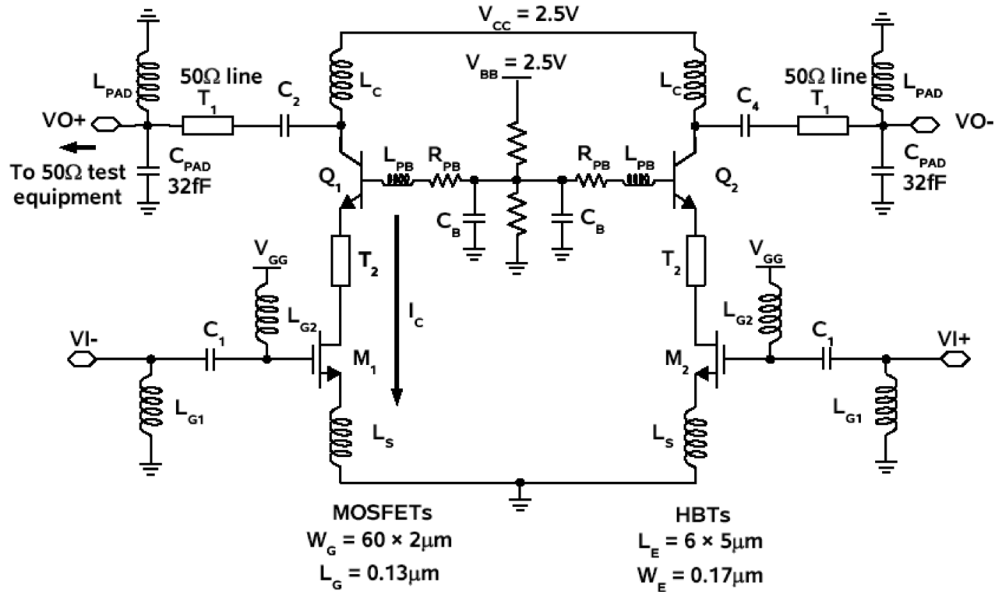 V_CC = 2.5V
V_BB = 2.5V
L_PAD
50Ω line
T_1
C_2
L_C
L_C
C_4
50Ω line
T_1
L_PAD
VO+
VO-
To 50Ω test
equipment
C_PAD
32fF
Q_1
L_PB
R_PB
R_PB
L_PB
Q_2
C_PAD
32fF
C_B
C_B
T_2
T_2
V_GG
V_GG
I_C
L_G2
L_G2
VI-
C_1
M_1
M_2
C_1
VI+
L_G1
L_G1
L_S
L_S
MOSFETs
W_G = 60 × 2μm
L_G = 0.13μm
HBTs
L_E = 6 × 5μm
W_E = 0.17μm